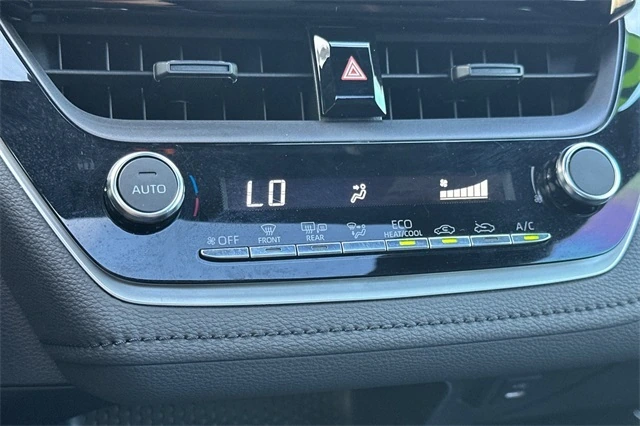 AUTO
LO
OFF
FRONT
REAR
ECO
HEAT/COOL
A/C